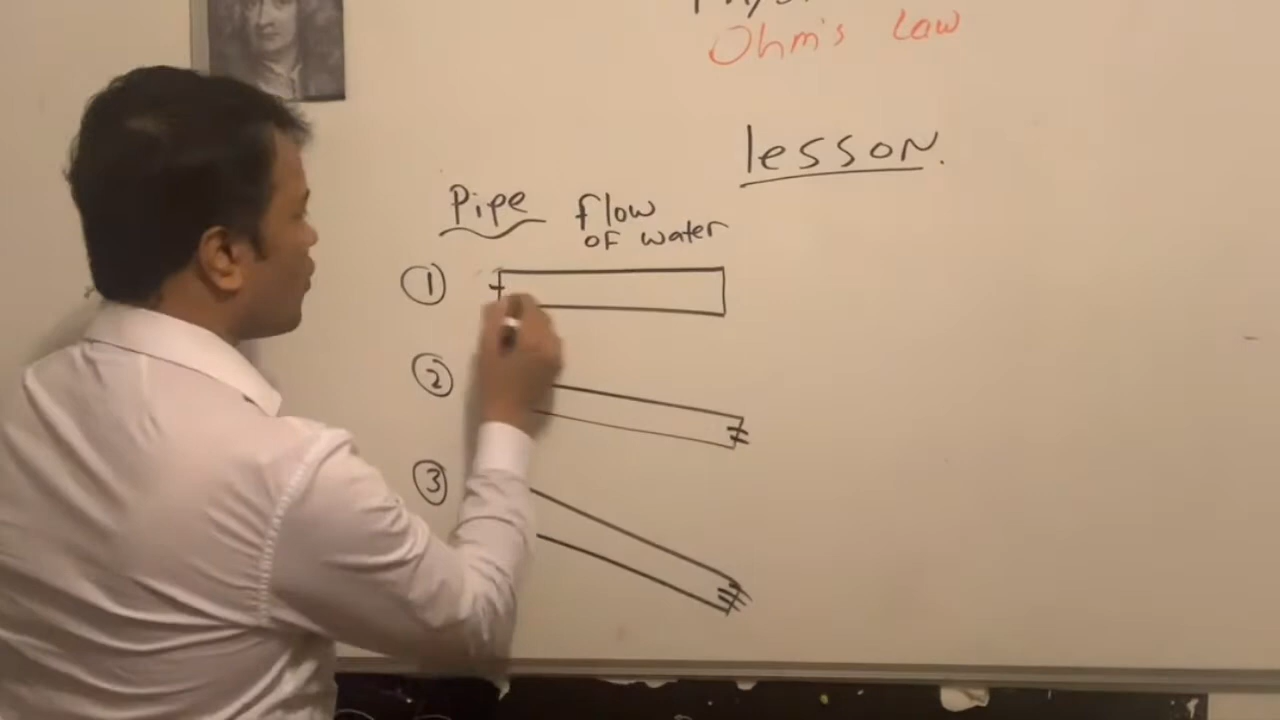 Ohm's Law
lesson.
Pipe flow
of water
1
2
3